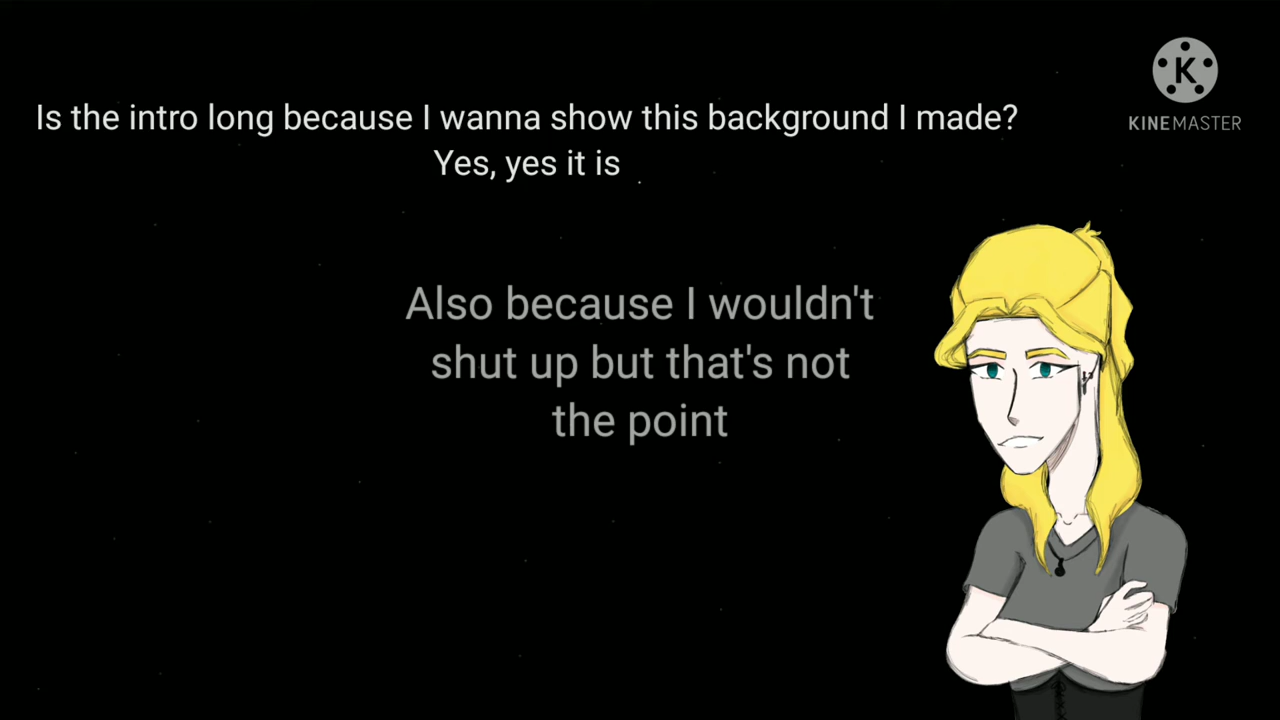 Is the intro long because I wanna show this background I made?
Yes, yes it is
K
KINEMASTER
Also because I wouldn't
shut up but that's not
the point